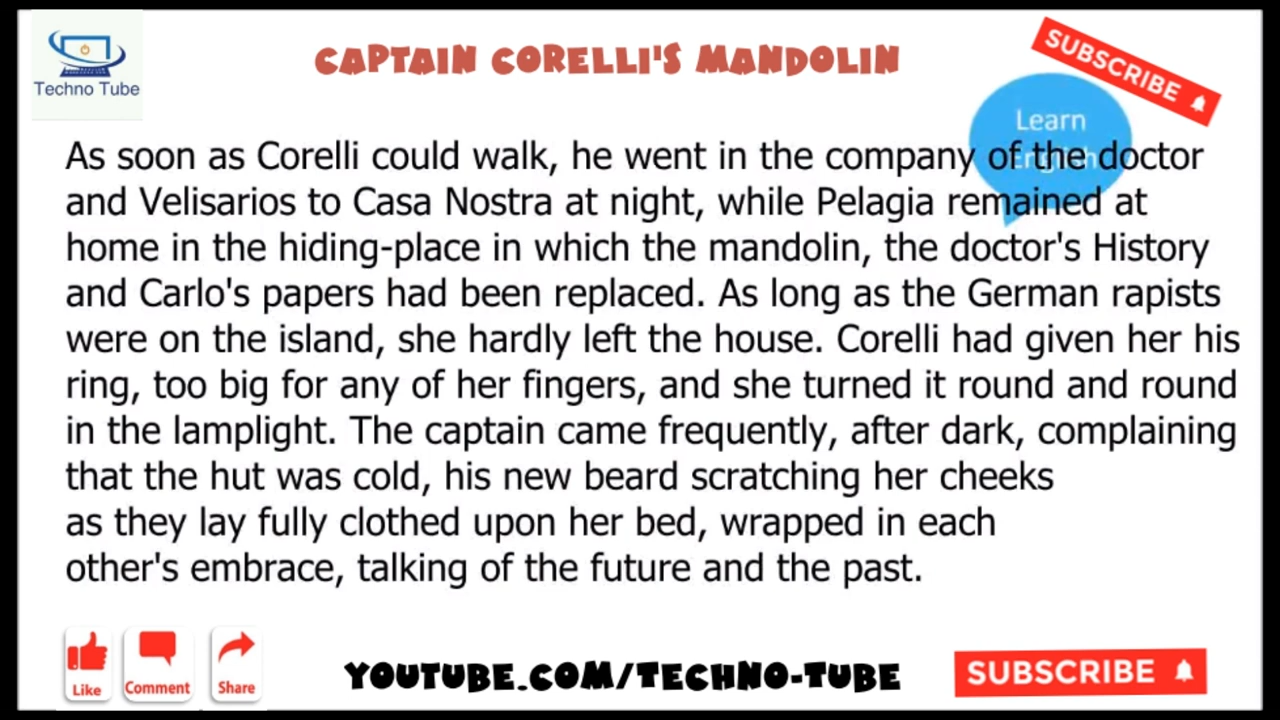 Techno Tube
CAPTAIN CORELLI'S MANDOLIN
SUBSCRIBE
Learn
English
As soon as Corelli could walk, he went in the company of the doctor
and Velisarios to Casa Nostra at night, while Pelagia remained at
home in the hiding-place in which the mandolin, the doctor's History
and Carlo's papers had been replaced. As long as the German rapists
were on the island, she hardly left the house. Corelli had given her his
ring, too big for any of her fingers, and she turned it round and round
in the lamplight. The captain came frequently, after dark, complaining
that the hut was cold, his new beard scratching her cheeks
as they lay fully clothed upon her bed, wrapped in each
other's embrace, talking of the future and the past.
Like
Comment
Share
YOUTUBE.COM/TECHNO-TUBE
SUBSCRIBE